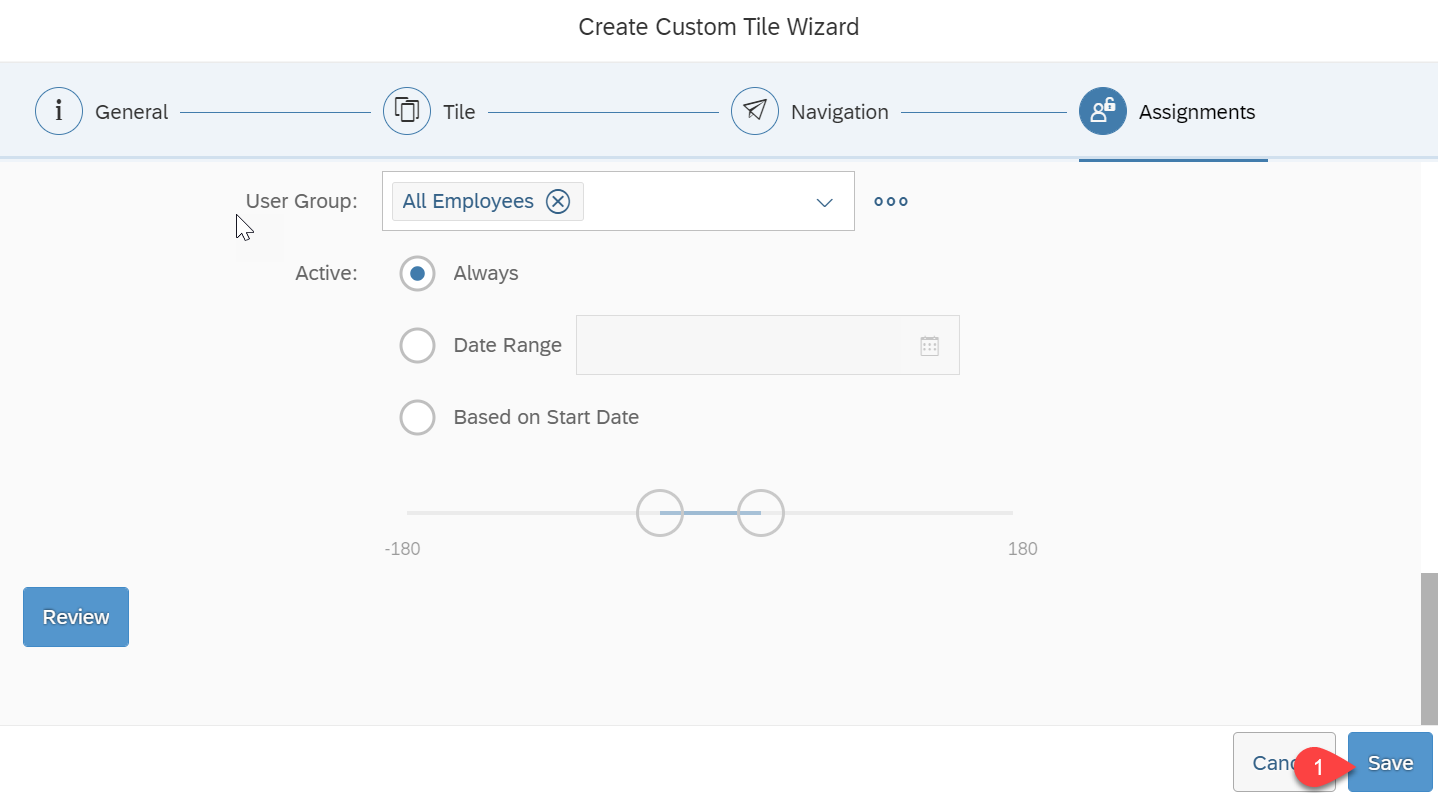 Create Custom Tile Wizard
General Tile Navigation Assignments
User Group: All Employees
Active: Always
Date Range
Based on Start Date
-180 180
Review
1 Save